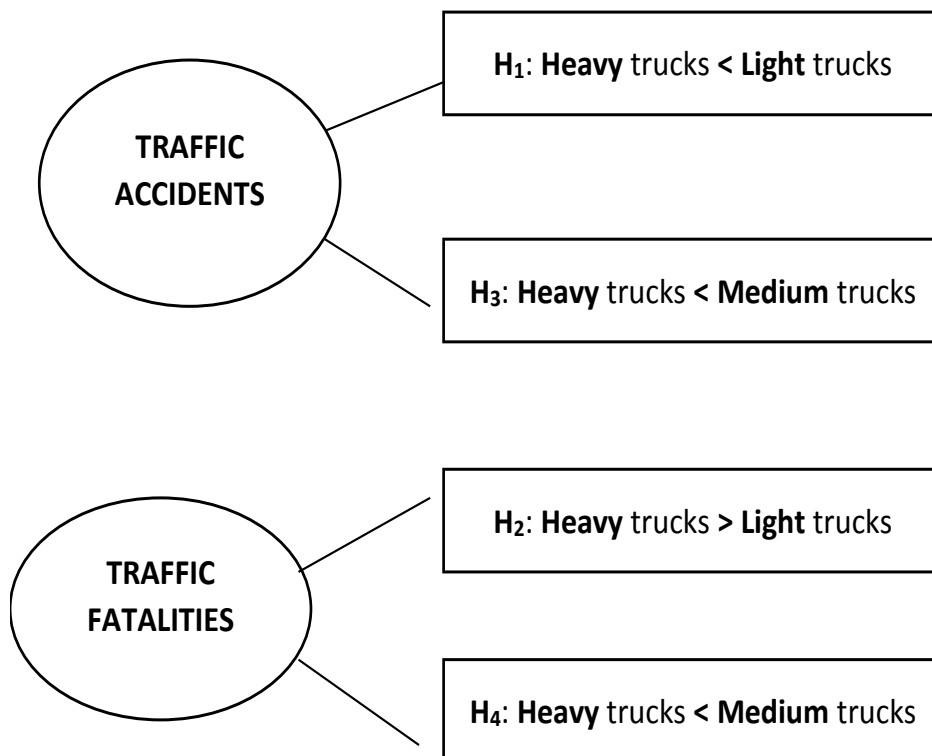 H₁: Heavy trucks < Light trucks
TRAFFIC
ACCIDENTS
H₃: Heavy trucks < Medium trucks
H₂: Heavy trucks > Light trucks
TRAFFIC
FATALITIES
H₄: Heavy trucks < Medium trucks